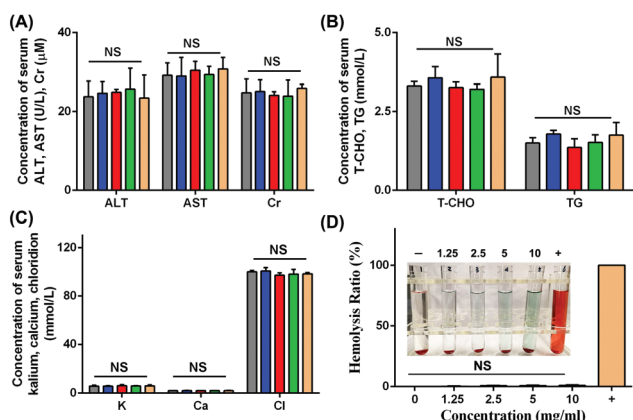 (A)
Concentration of serum
ALT, AST (U/L), Cr (μM)
40
20
0
NS
NS
NS
ALT
AST
Cr
(B)
Concentration of serum
T-CHO, TG (mmol/L)
5.0
2.5
0.0
NS
NS
T-CHO
TG
(C)
Concentration of serum
kalium, calcium, chloridion
(mmol/L)
120
80
40
0
NS
NS
NS
K
Ca
Cl
(D)
Hemolysis Ratio (%)
100
50
0
– 1.25 2.5 5 10 +
NS
0 1.25 2.5 5 10 +
Concentration (mg/ml)